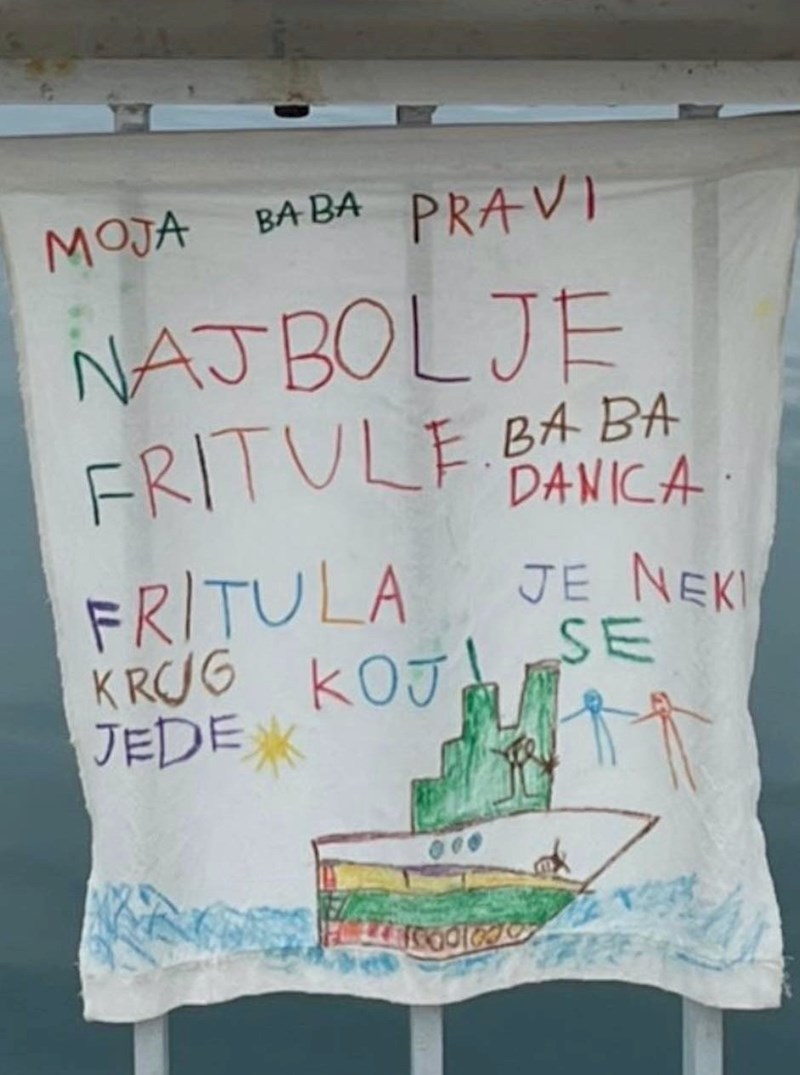 MOJA BABA PRAVI
NAJBOLJE
FRITULE. BABA
DANICA.
FRITULA JE NEKI
KRUG KOJI SE
JEDE